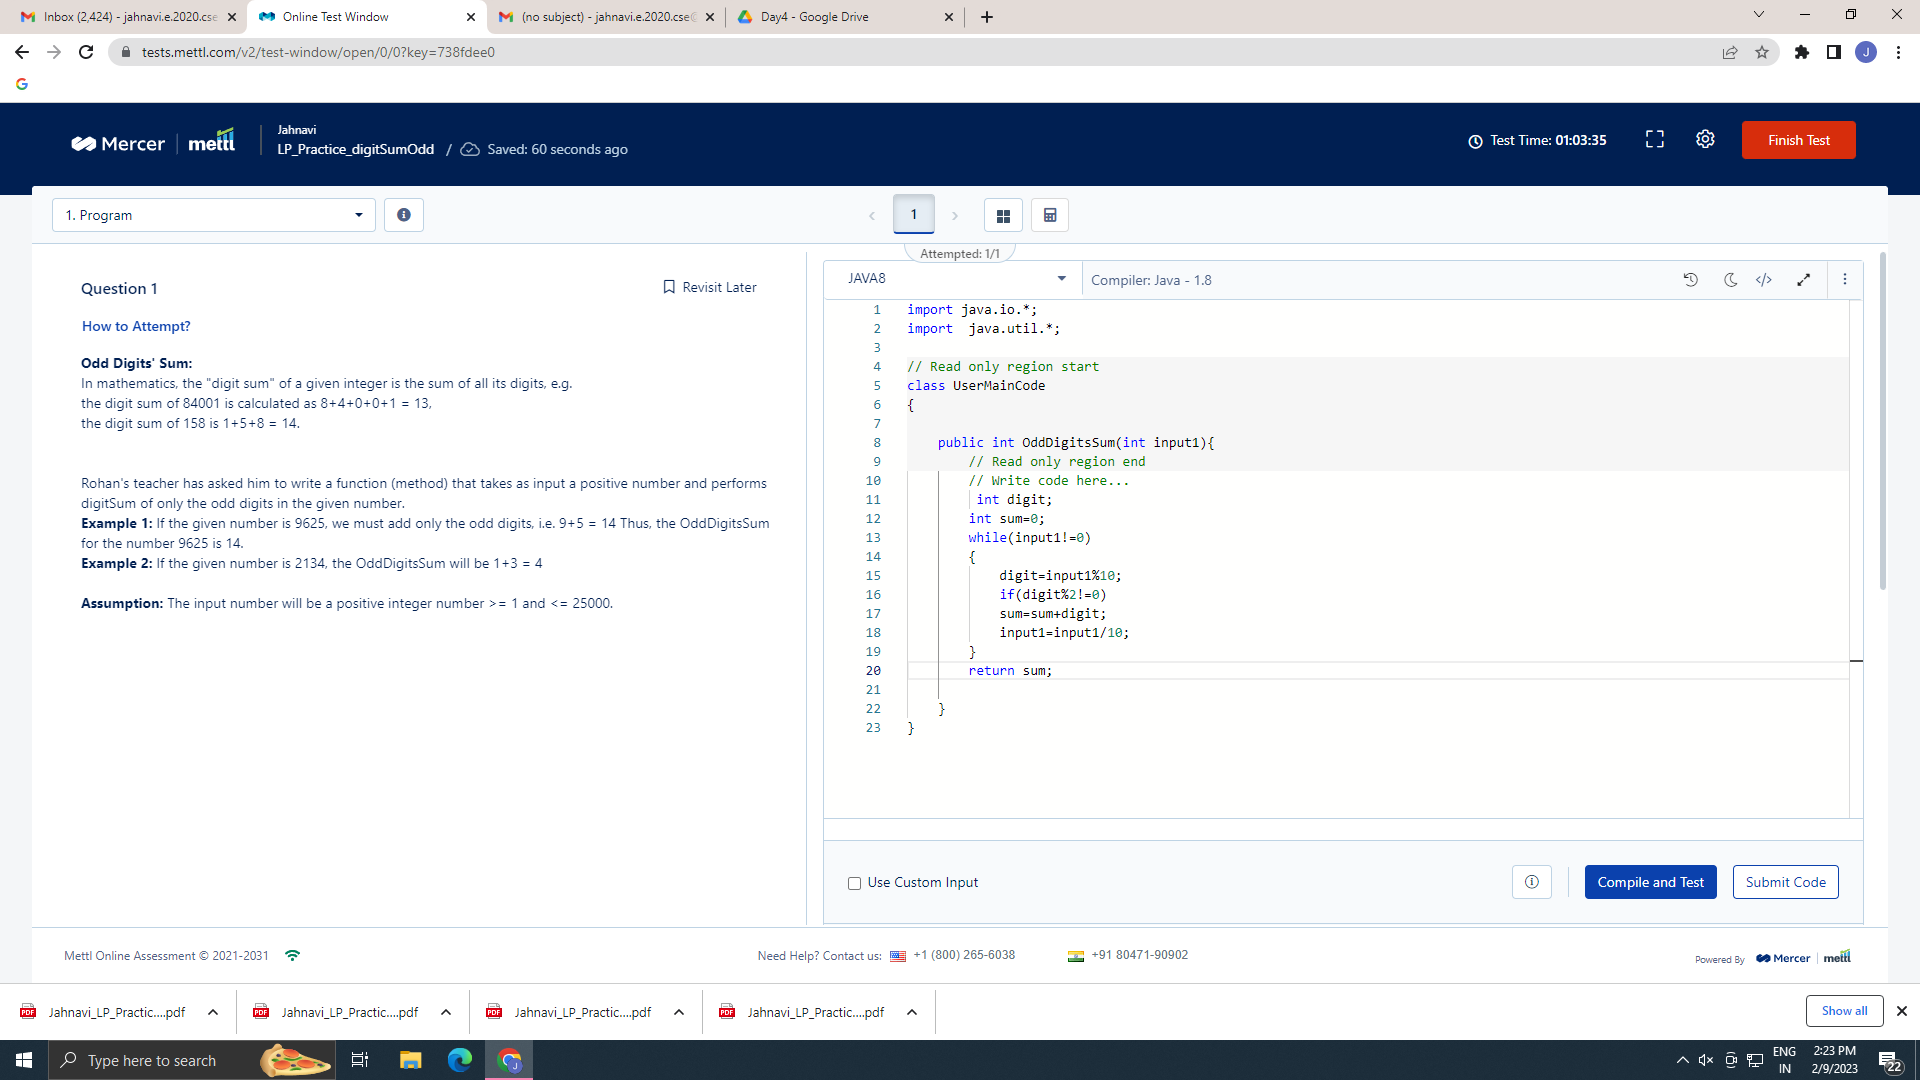 Inbox (2,424) - jahnavi.e.2020.cse
Online Test Window
(no subject) - jahnavi.e.2020.cse@
Day4 - Google Drive
tests.mettl.com/v2/test-window/open/0/0?key=738fdee0
J
Mercer | mettl
Jahnavi
LP_Practice_digitSumOdd / Saved: 60 seconds ago
Test Time: 01:03:35
Finish Test
1. Program
1
Attempted: 1/1
Question 1
Revisit Later
How to Attempt?
Odd Digits' Sum:
In mathematics, the "digit sum" of a given integer is the sum of all its digits, e.g.
the digit sum of 84001 is calculated as 8+4+0+0+1 = 13,
the digit sum of 158 is 1+5+8 = 14.
Rohan's teacher has asked him to write a function (method) that takes as input a positive number and performs
digitSum of only the odd digits in the given number.
Example 1: If the given number is 9625, we must add only the odd digits, i.e. 9+5 = 14 Thus, the OddDigitsSum
for the number 9625 is 14.
Example 2: If the given number is 2134, the OddDigitsSum will be 1+3 = 4
Assumption: The input number will be a positive integer number >= 1 and <= 25000.
JAVA8
Compiler: Java - 1.8
1 import java.io.*;
2 import  java.util.*;
3
4 // Read only region start
5 class UserMainCode
6 {
7
8     public int OddDigitsSum(int input1){
9         // Read only region end
10         // Write code here...
11          int digit;
12         int sum=0;
13         while(input1!=0)
14         {
15             digit=input1%10;
16             if(digit%2!=0)
17             sum=sum+digit;
18             input1=input1/10;
19         }
20         return sum;
21
22     }
23 }
Use Custom Input
Compile and Test
Submit Code
Mettl Online Assessment © 2021-2031
Need Help? Contact us: +1 (800) 265-6038
+91 80471-90902
Powered By Mercer | mettl
Jahnavi_LP_Practic....pdf
Jahnavi_LP_Practic....pdf
Jahnavi_LP_Practic....pdf
Jahnavi_LP_Practic....pdf
Show all
Type here to search
ENG
IN
2:23 PM
2/9/2023
22